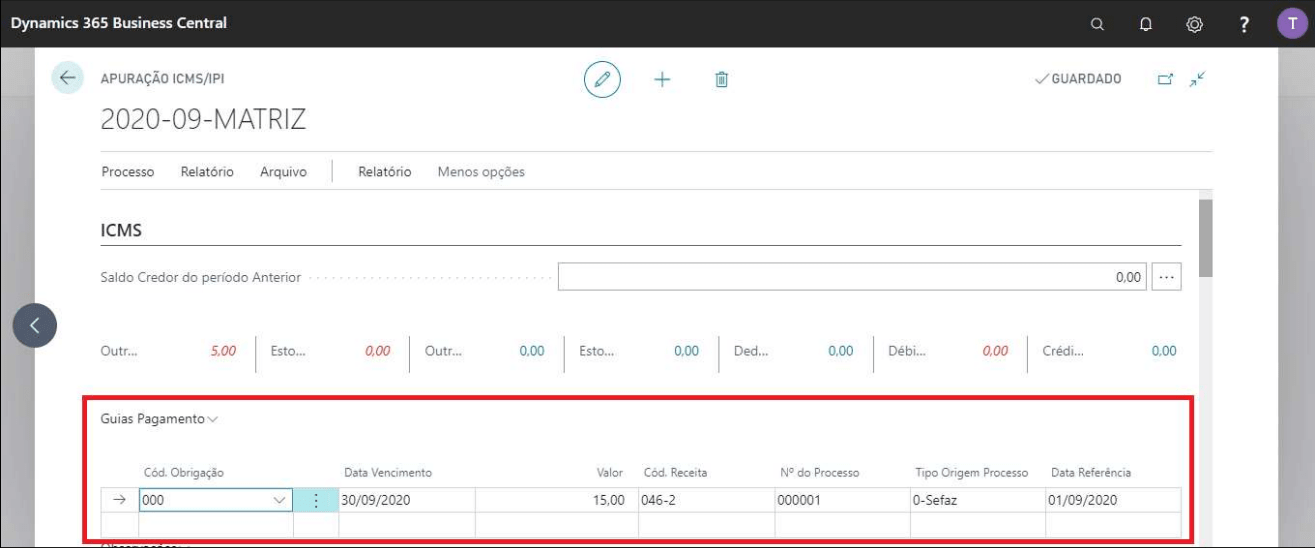 Dynamics 365 Business Central
?
T
APURAÇÃO ICMS/IPI
GUARDADO
2020-09-MATRIZ
Processo Relatório Arquivo Relatório Menos opções
ICMS
Saldo Credor do período Anterior 0,00 ...
Outr... 5,00 Esto... 0,00 Outr... 0,00 Esto... 0,00 Ded... 0,00 Débi... 0,00 Crédi... 0,00
Guias Pagamento
Cód. Obrigação Data Vencimento Valor Cód. Receita Nº do Processo Tipo Origem Processo Data Referência
000 30/09/2020 15,00 046-2 000001 0-Sefaz 01/09/2020